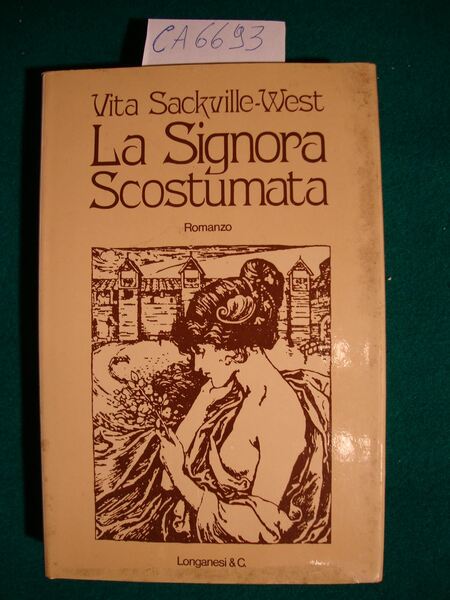 CA6693
Vita Sackville-West
La Signora
Scostumata
Romanzo
Longanesi & C.